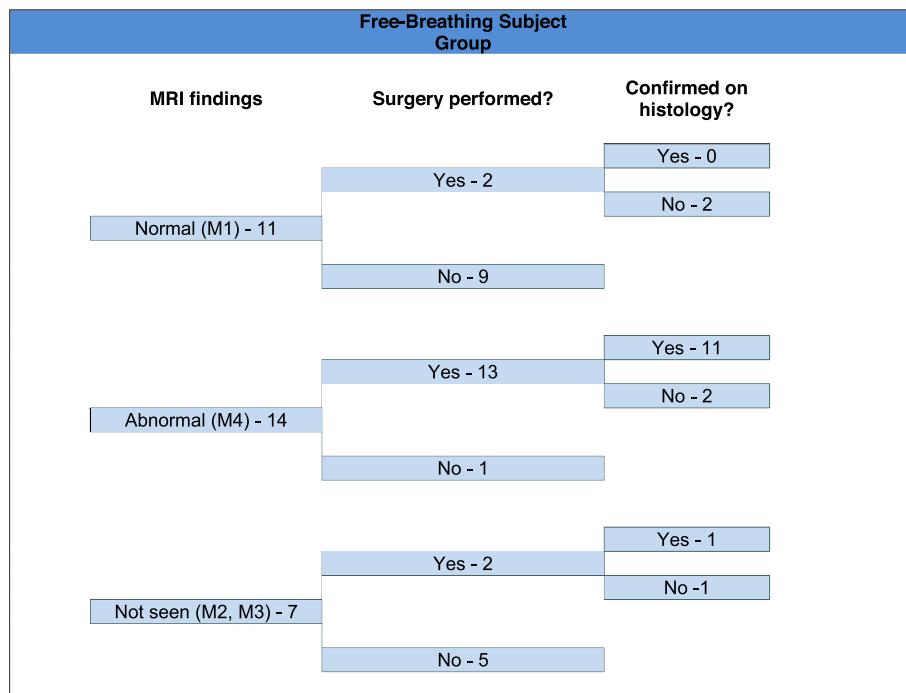 Free-Breathing Subject
Group
MRI findings
Surgery performed?
Confirmed on
histology?
Yes - 0
Yes - 2
No - 2
Normal (M1) - 11
No - 9
Yes - 11
Yes - 13
No - 2
Abnormal (M4) - 14
No - 1
Yes - 1
Yes - 2
No -1
Not seen (M2, M3) - 7
No - 5